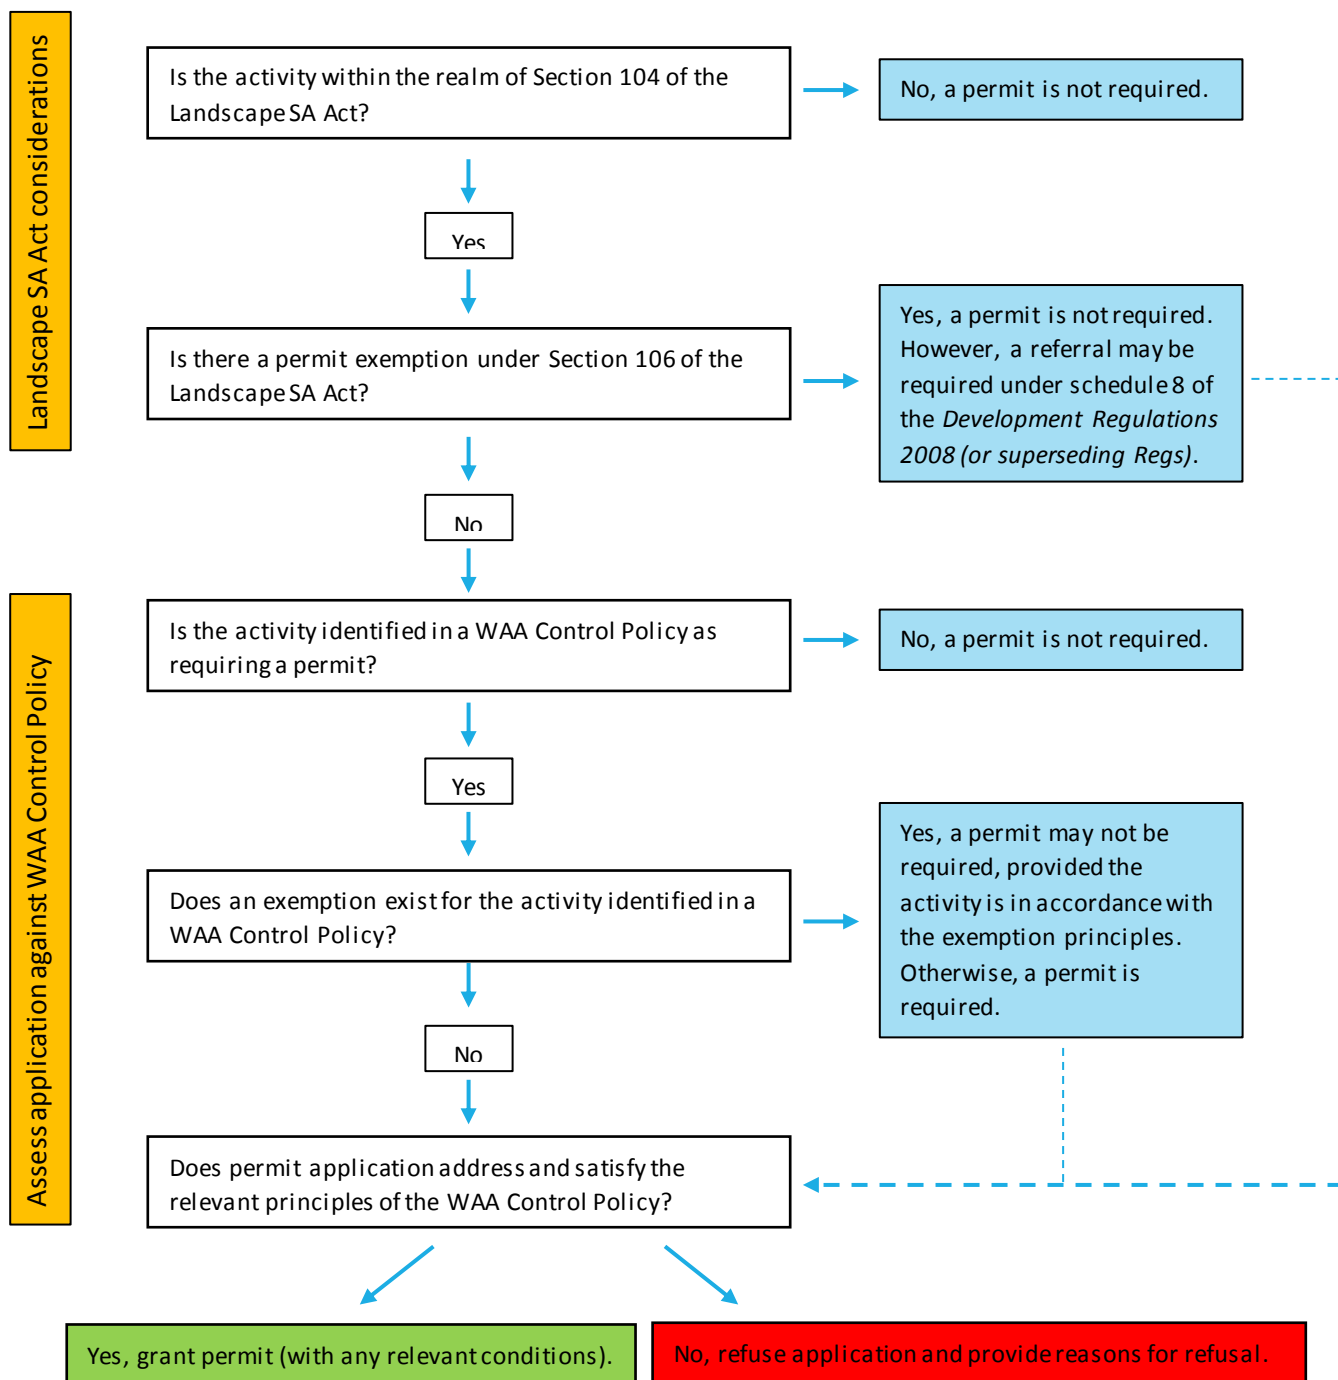 Landscape SA Act considerations
Is the activity within the realm of Section 104 of the
Landscape SA Act?
No, a permit is not required.
Yes
Is there a permit exemption under Section 106 of the
Landscape SA Act?
Yes, a permit is not required.
However, a referral may be
required under schedule 8 of
the Development Regulations
2008 (or superseding Regs).
No
Assess application against WAA Control Policy
Is the activity identified in a WAA Control Policy as
requiring a permit?
No, a permit is not required.
Yes
Does an exemption exist for the activity identified in a
WAA Control Policy?
Yes, a permit may not be
required, provided the
activity is in accordance with
the exemption principles.
Otherwise, a permit is
required.
No
Does permit application address and satisfy the
relevant principles of the WAA Control Policy?
Yes, grant permit (with any relevant conditions).
No, refuse application and provide reasons for refusal.